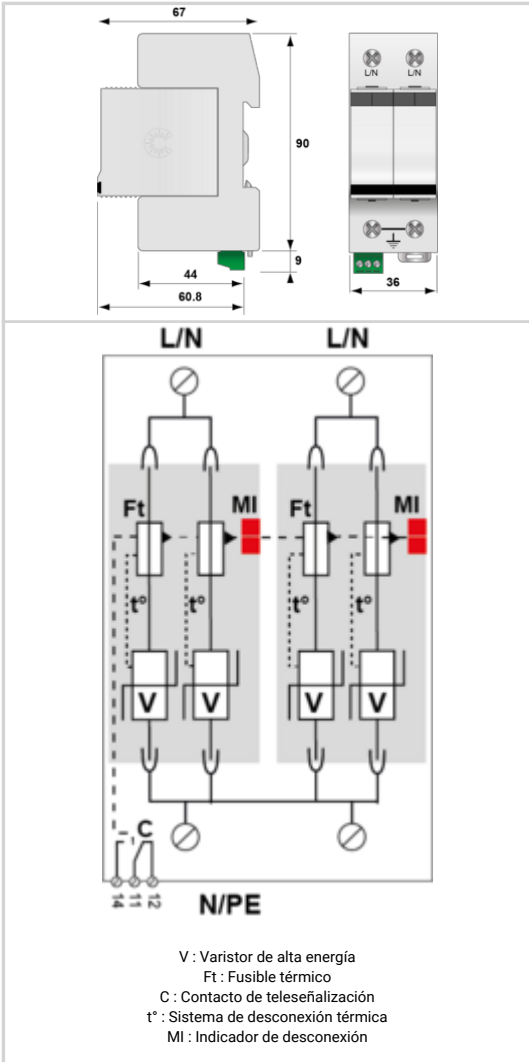 67
L/N
L/N
90
9
44
36
60.8
L/N
L/N
Ft
MI
Ft
MI
t°
t°
t°
t°
V
V
V
V
C
14
11
12
N/PE
V : Varistor de alta energía
Ft : Fusible térmico
C : Contacto de teleseñalización
t° : Sistema de desconexión térmica
MI : Indicador de desconexión